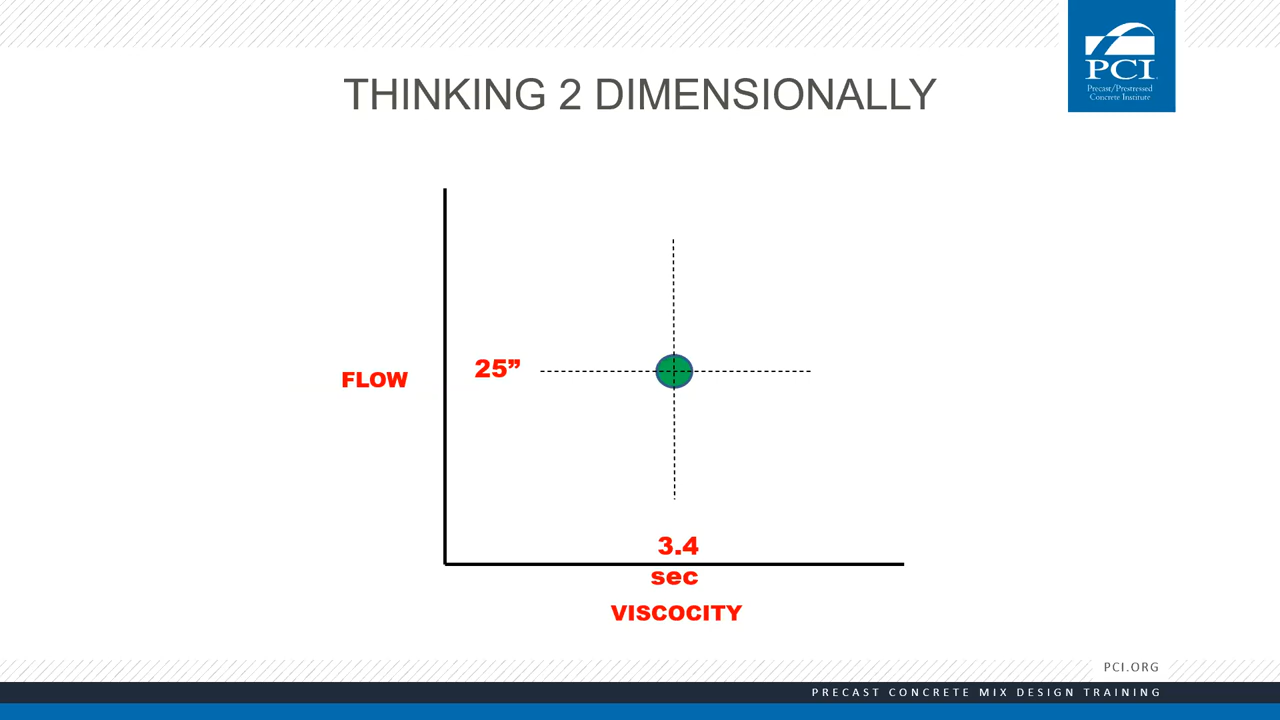 PCI
Precast/Prestressed
Concrete Institute
THINKING 2 DIMENSIONALLY
FLOW
25”
3.4
sec
VISCOCITY
PCI.ORG
PRECAST CONCRETE MIX DESIGN TRAINING